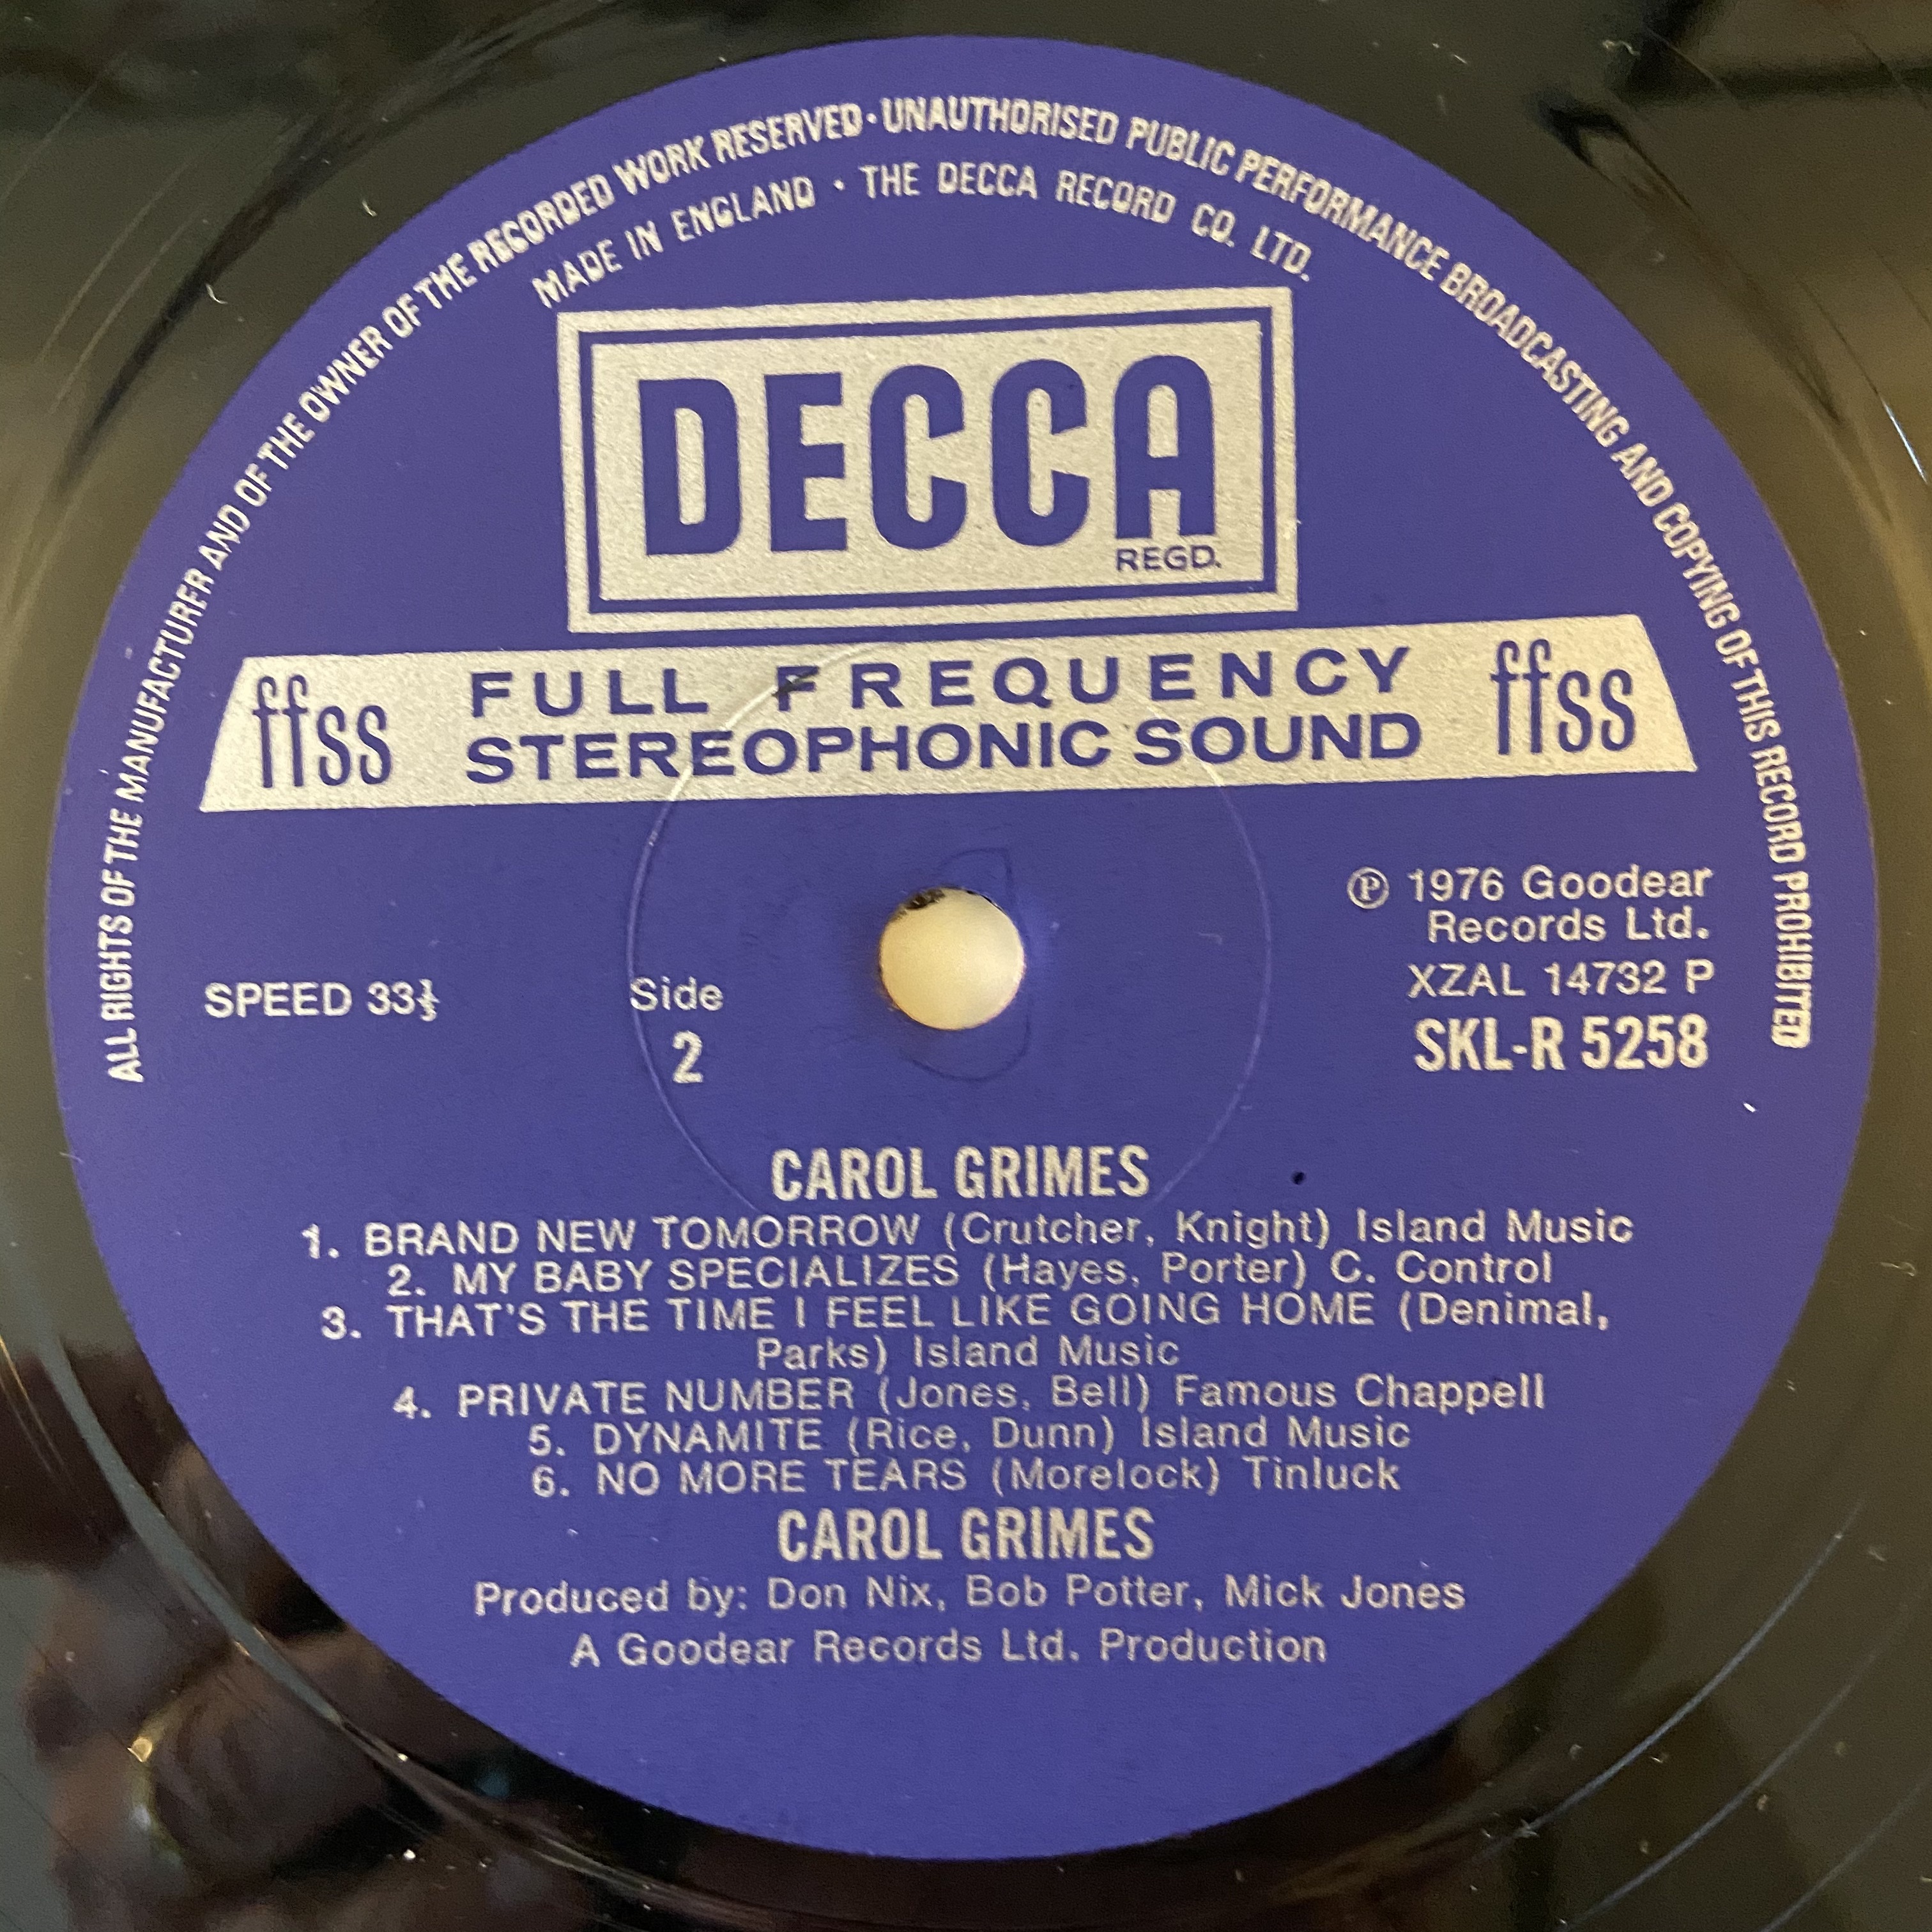 ALL RIGHTS OF THE MANUFACTURER AND OF THE OWNER OF THE RECORDED WORK RESERVED · UNAUTHORISED PUBLIC PERFORMANCE BROADCASTING AND COPYING OF THIS RECORD PROHIBITED
MADE IN ENGLAND · THE DECCA RECORD CO. LTD.
DECCA
REGD.
ffss FULL FREQUENCY STEREOPHONIC SOUND ffss
℗ 1976 Goodear
Records Ltd.
XZAL 14732 P
SKL-R 5258
SPEED 33⅓
Side
2
CAROL GRIMES
1. BRAND NEW TOMORROW (Crutcher, Knight) Island Music
2. MY BABY SPECIALIZES (Hayes, Porter) C. Control
3. THAT'S THE TIME I FEEL LIKE GOING HOME (Denimal,
Parks) Island Music
4. PRIVATE NUMBER (Jones, Bell) Famous Chappell
5. DYNAMITE (Rice, Dunn) Island Music
6. NO MORE TEARS (Morelock) Tinluck
CAROL GRIMES
Produced by: Don Nix, Bob Potter, Mick Jones
A Goodear Records Ltd. Production